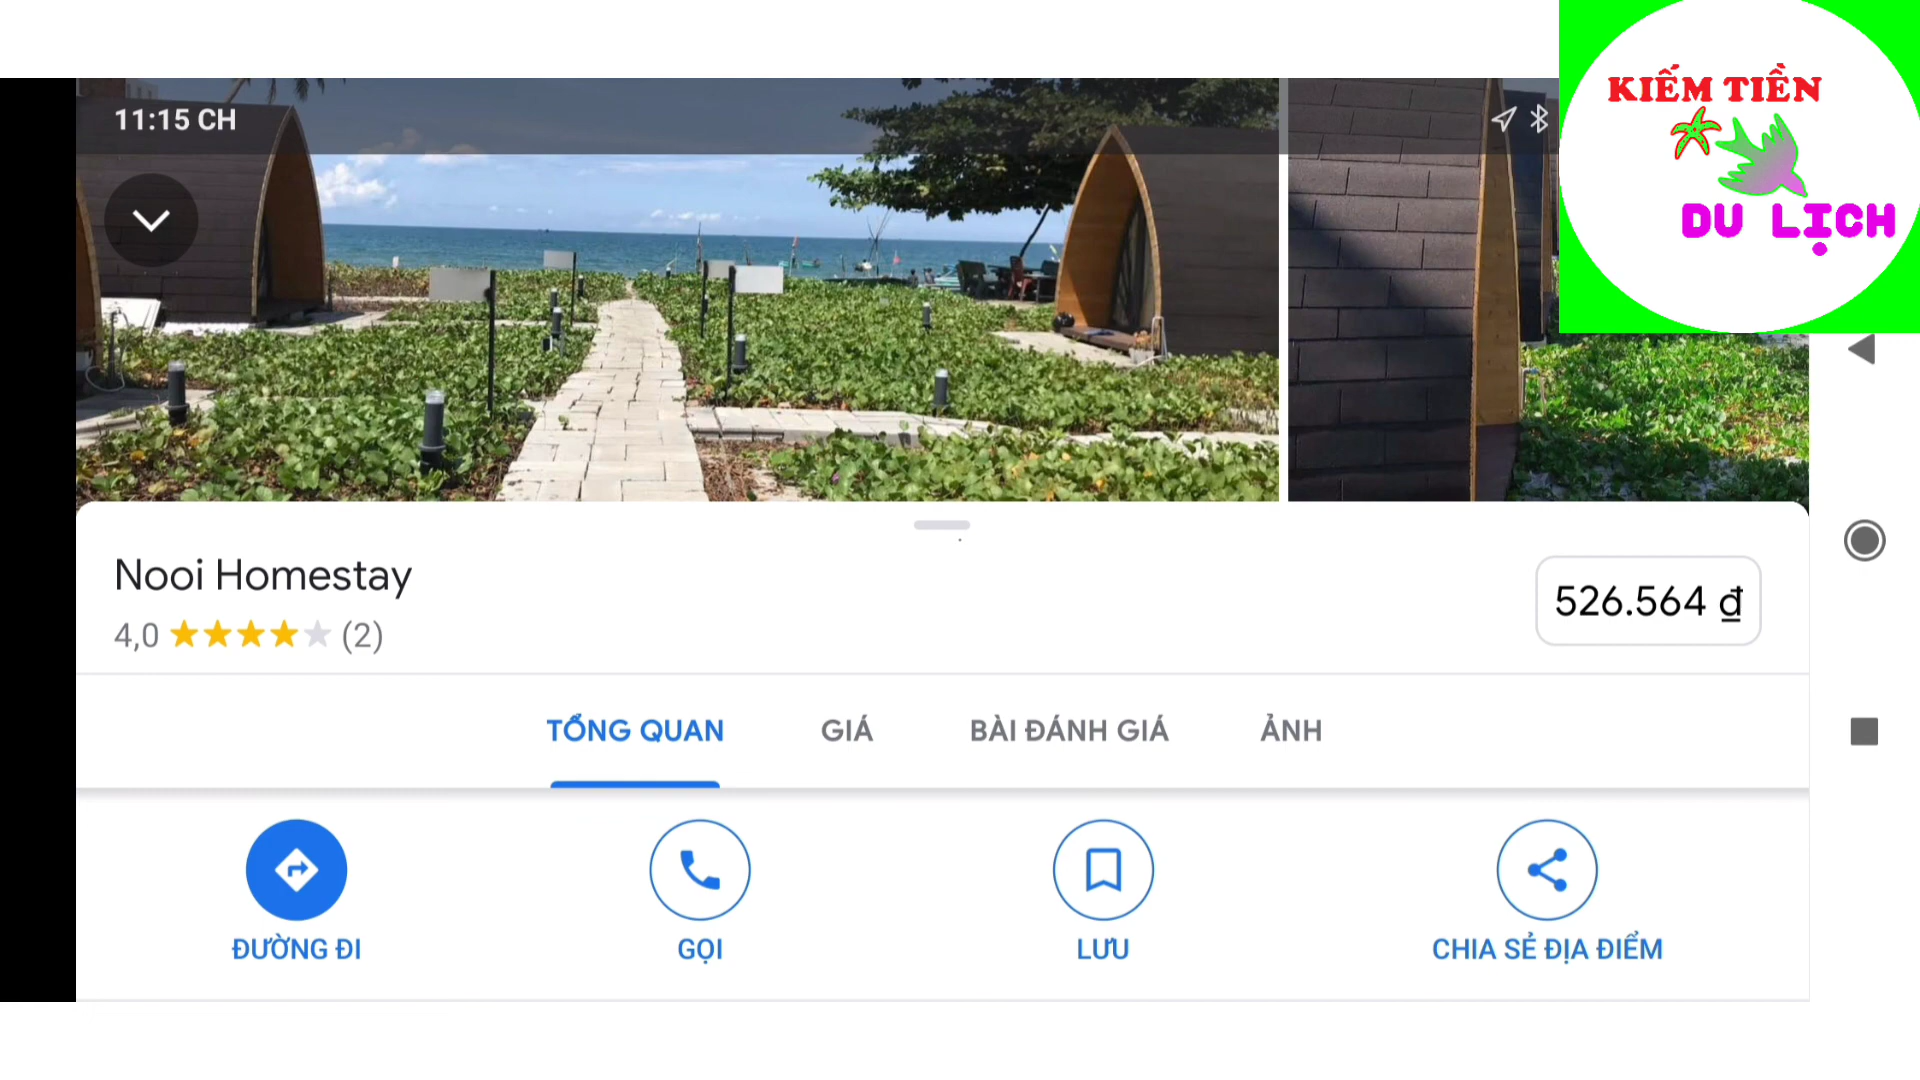 11:15 CH
KIẾM TIỀN
DU LỊCH
Nooi Homestay
4,0 (2)
526.564 ₫
TỔNG QUAN
GIÁ
BÀI ĐÁNH GIÁ
ẢNH
ĐƯỜNG ĐI
GỌI
LƯU
CHIA SẺ ĐỊA ĐIỂM